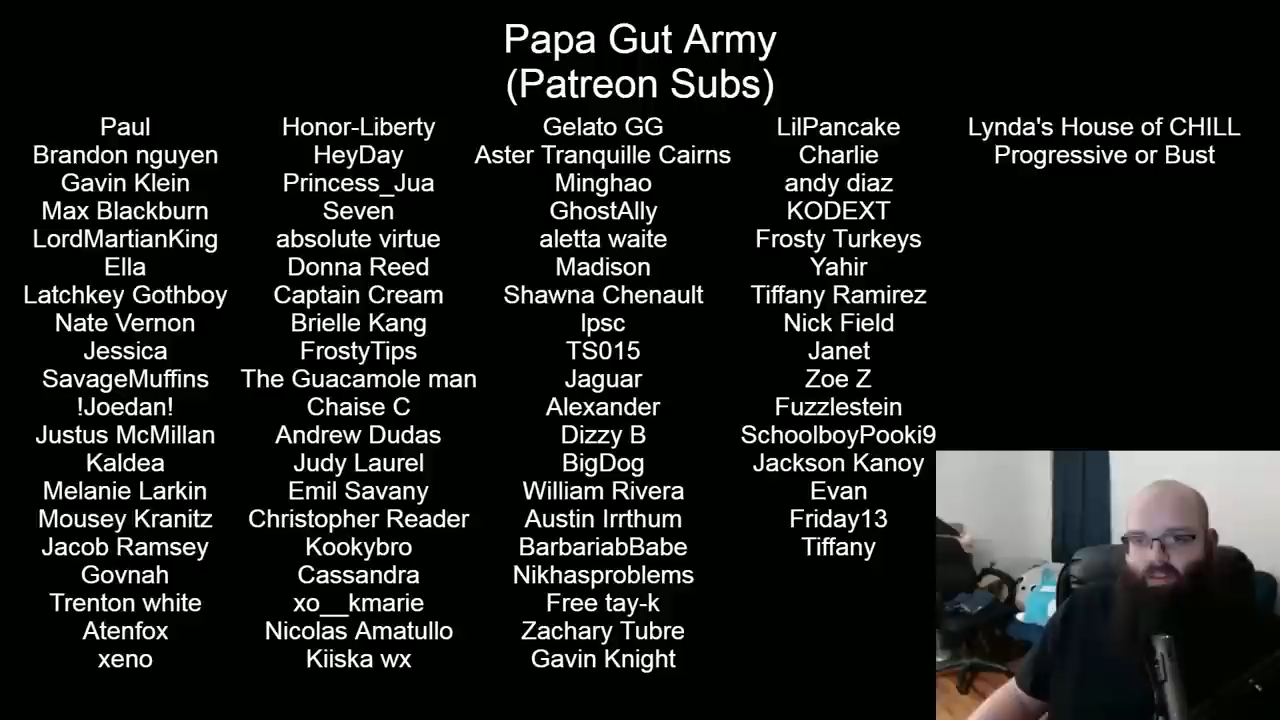 Papa Gut Army
(Patreon Subs)
Paul
Brandon nguyen
Gavin Klein
Max Blackburn
LordMartianKing
Ella
Latchkey Gothboy
Nate Vernon
Jessica
SavageMuffins
!Joedan!
Justus McMillan
Kaldea
Melanie Larkin
Mousey Kranitz
Jacob Ramsey
Govnah
Trenton white
Atenfox
xeno
Honor-Liberty
HeyDay
Princess_Jua
Seven
absolute virtue
Donna Reed
Captain Cream
Brielle Kang
FrostyTips
The Guacamole man
Chaise C
Andrew Dudas
Judy Laurel
Emil Savany
Christopher Reader
Kookybro
Cassandra
xo__kmarie
Nicolas Amatullo
Kiiska wx
Gelato GG
Aster Tranquille Cairns
Minghao
GhostAlly
aletta waite
Madison
Shawna Chenault
lpsc
TS015
Jaguar
Alexander
Dizzy B
BigDog
William Rivera
Austin Irrthum
BarbariabBabe
Nikhasproblems
Free tay-k
Zachary Tubre
Gavin Knight
LilPancake
Charlie
andy diaz
KODEXT
Frosty Turkeys
Yahir
Tiffany Ramirez
Nick Field
Janet
Zoe Z
Fuzzlestein
SchoolboyPooki9
Jackson Kanoy
Evan
Friday13
Tiffany
Lynda's House of CHILL
Progressive or Bust